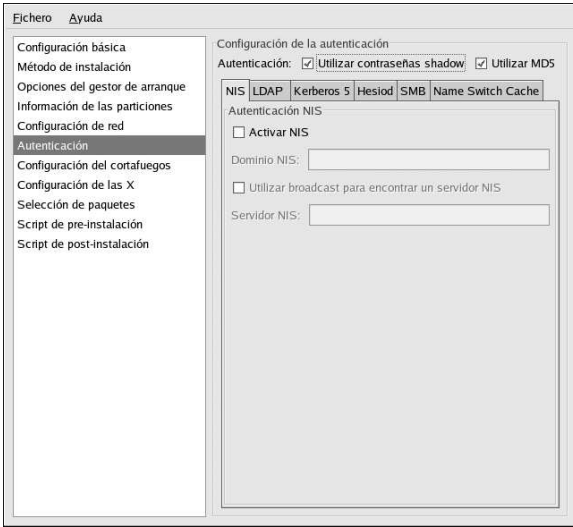 Fichero Ayuda
Configuración básica
Método de instalación
Opciones del gestor de arranque
Información de las particiones
Configuración de red
Autenticación
Configuración del cortafuegos
Configuración de las X
Selección de paquetes
Script de pre-instalación
Script de post-instalación
Configuración de la autenticación
Autenticación: Utilizar contraseñas shadow Utilizar MD5
NIS LDAP Kerberos 5 Hesiod SMB Name Switch Cache
Autenticación NIS
Activar NIS
Dominio NIS:
Utilizar broadcast para encontrar un servidor NIS
Servidor NIS: